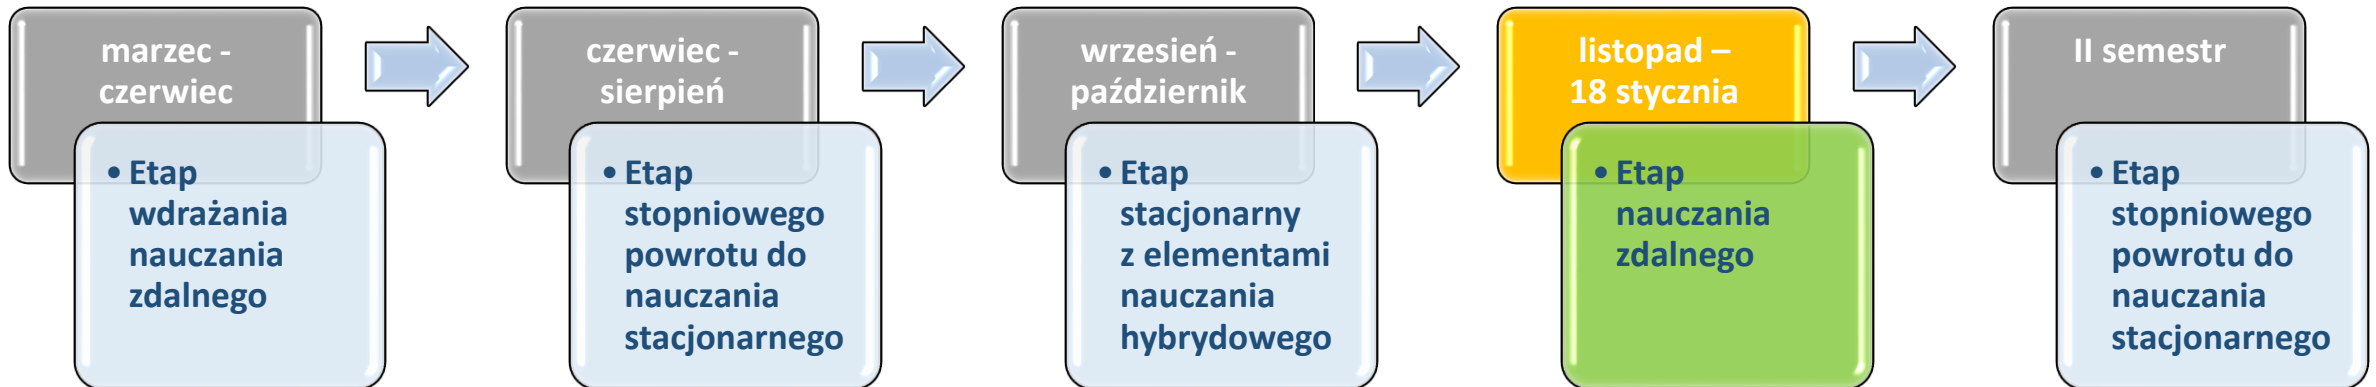 marzec -
czerwiec
• Etap
wdrażania
nauczania
zdalnego
czerwiec -
sierpień
• Etap
stopniowego
powrotu do
nauczania
stacjonarnego
wrzesień -
październik
• Etap
stacjonarny
z elementami
nauczania
hybrydowego
listopad –
18 stycznia
• Etap
nauczania
zdalnego
II semestr
• Etap
stopniowego
powrotu do
nauczania
stacjonarnego